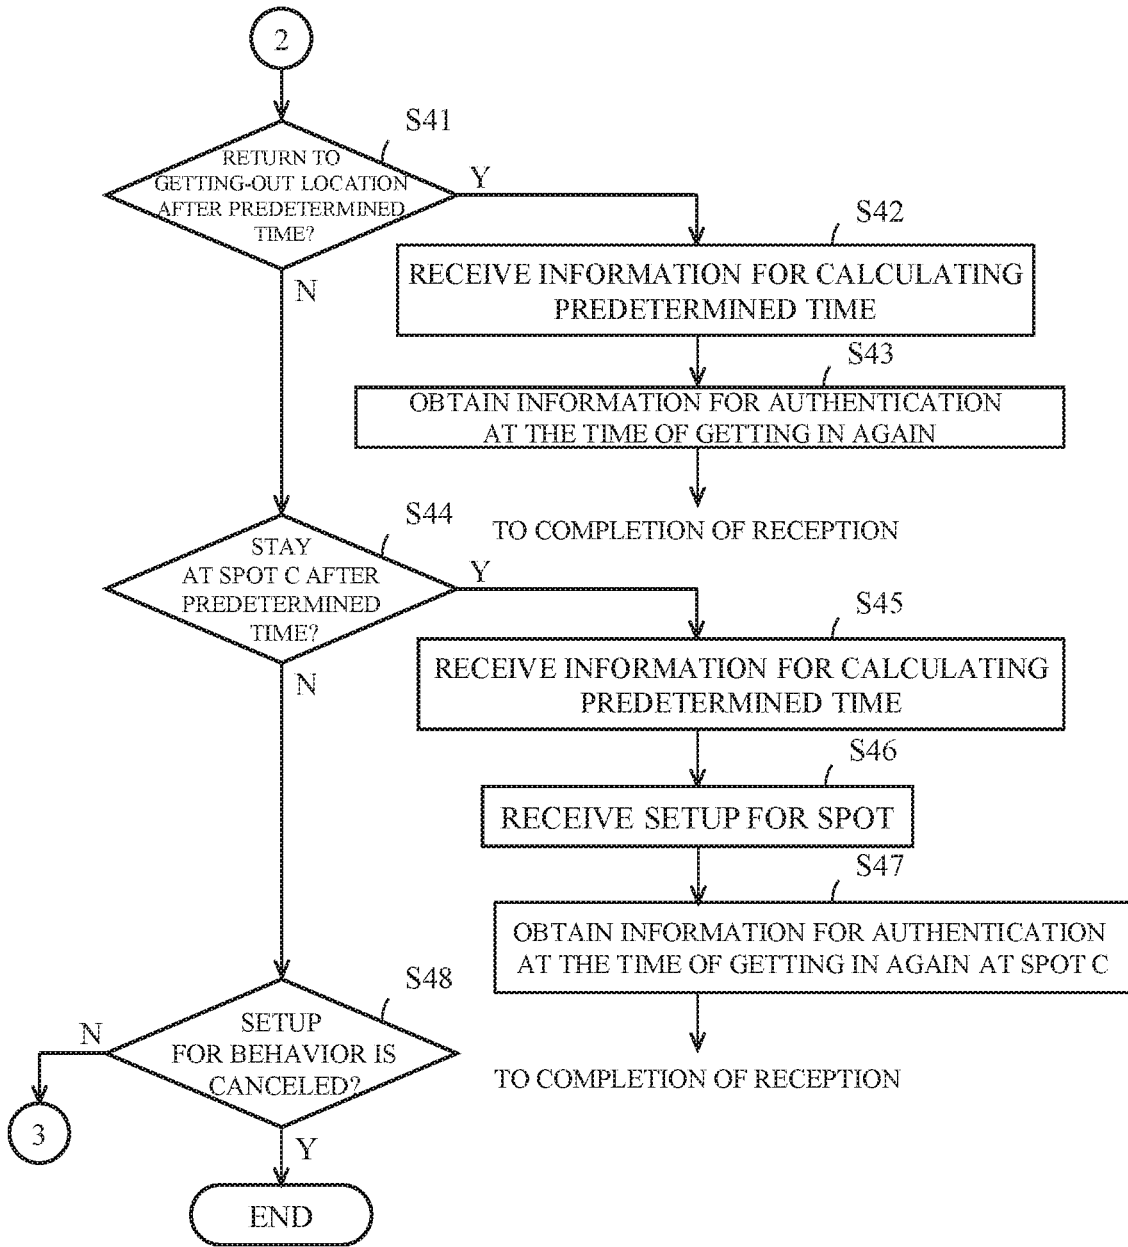 2
S41
RETURN TO
GETTING-OUT LOCATION
AFTER PREDETERMINED
TIME?
Y
N
S42
RECEIVE INFORMATION FOR CALCULATING
PREDETERMINED TIME
S43
OBTAIN INFORMATION FOR AUTHENTICATION
AT THE TIME OF GETTING IN AGAIN
TO COMPLETION OF RECEPTION
S44
STAY
AT SPOT C AFTER
PREDETERMINED
TIME?
Y
N
S45
RECEIVE INFORMATION FOR CALCULATING
PREDETERMINED TIME
S46
RECEIVE SETUP FOR SPOT
S47
OBTAIN INFORMATION FOR AUTHENTICATION
AT THE TIME OF GETTING IN AGAIN AT SPOT C
TO COMPLETION OF RECEPTION
S48
SETUP
FOR BEHAVIOR IS
CANCELED?
N
3
Y
END